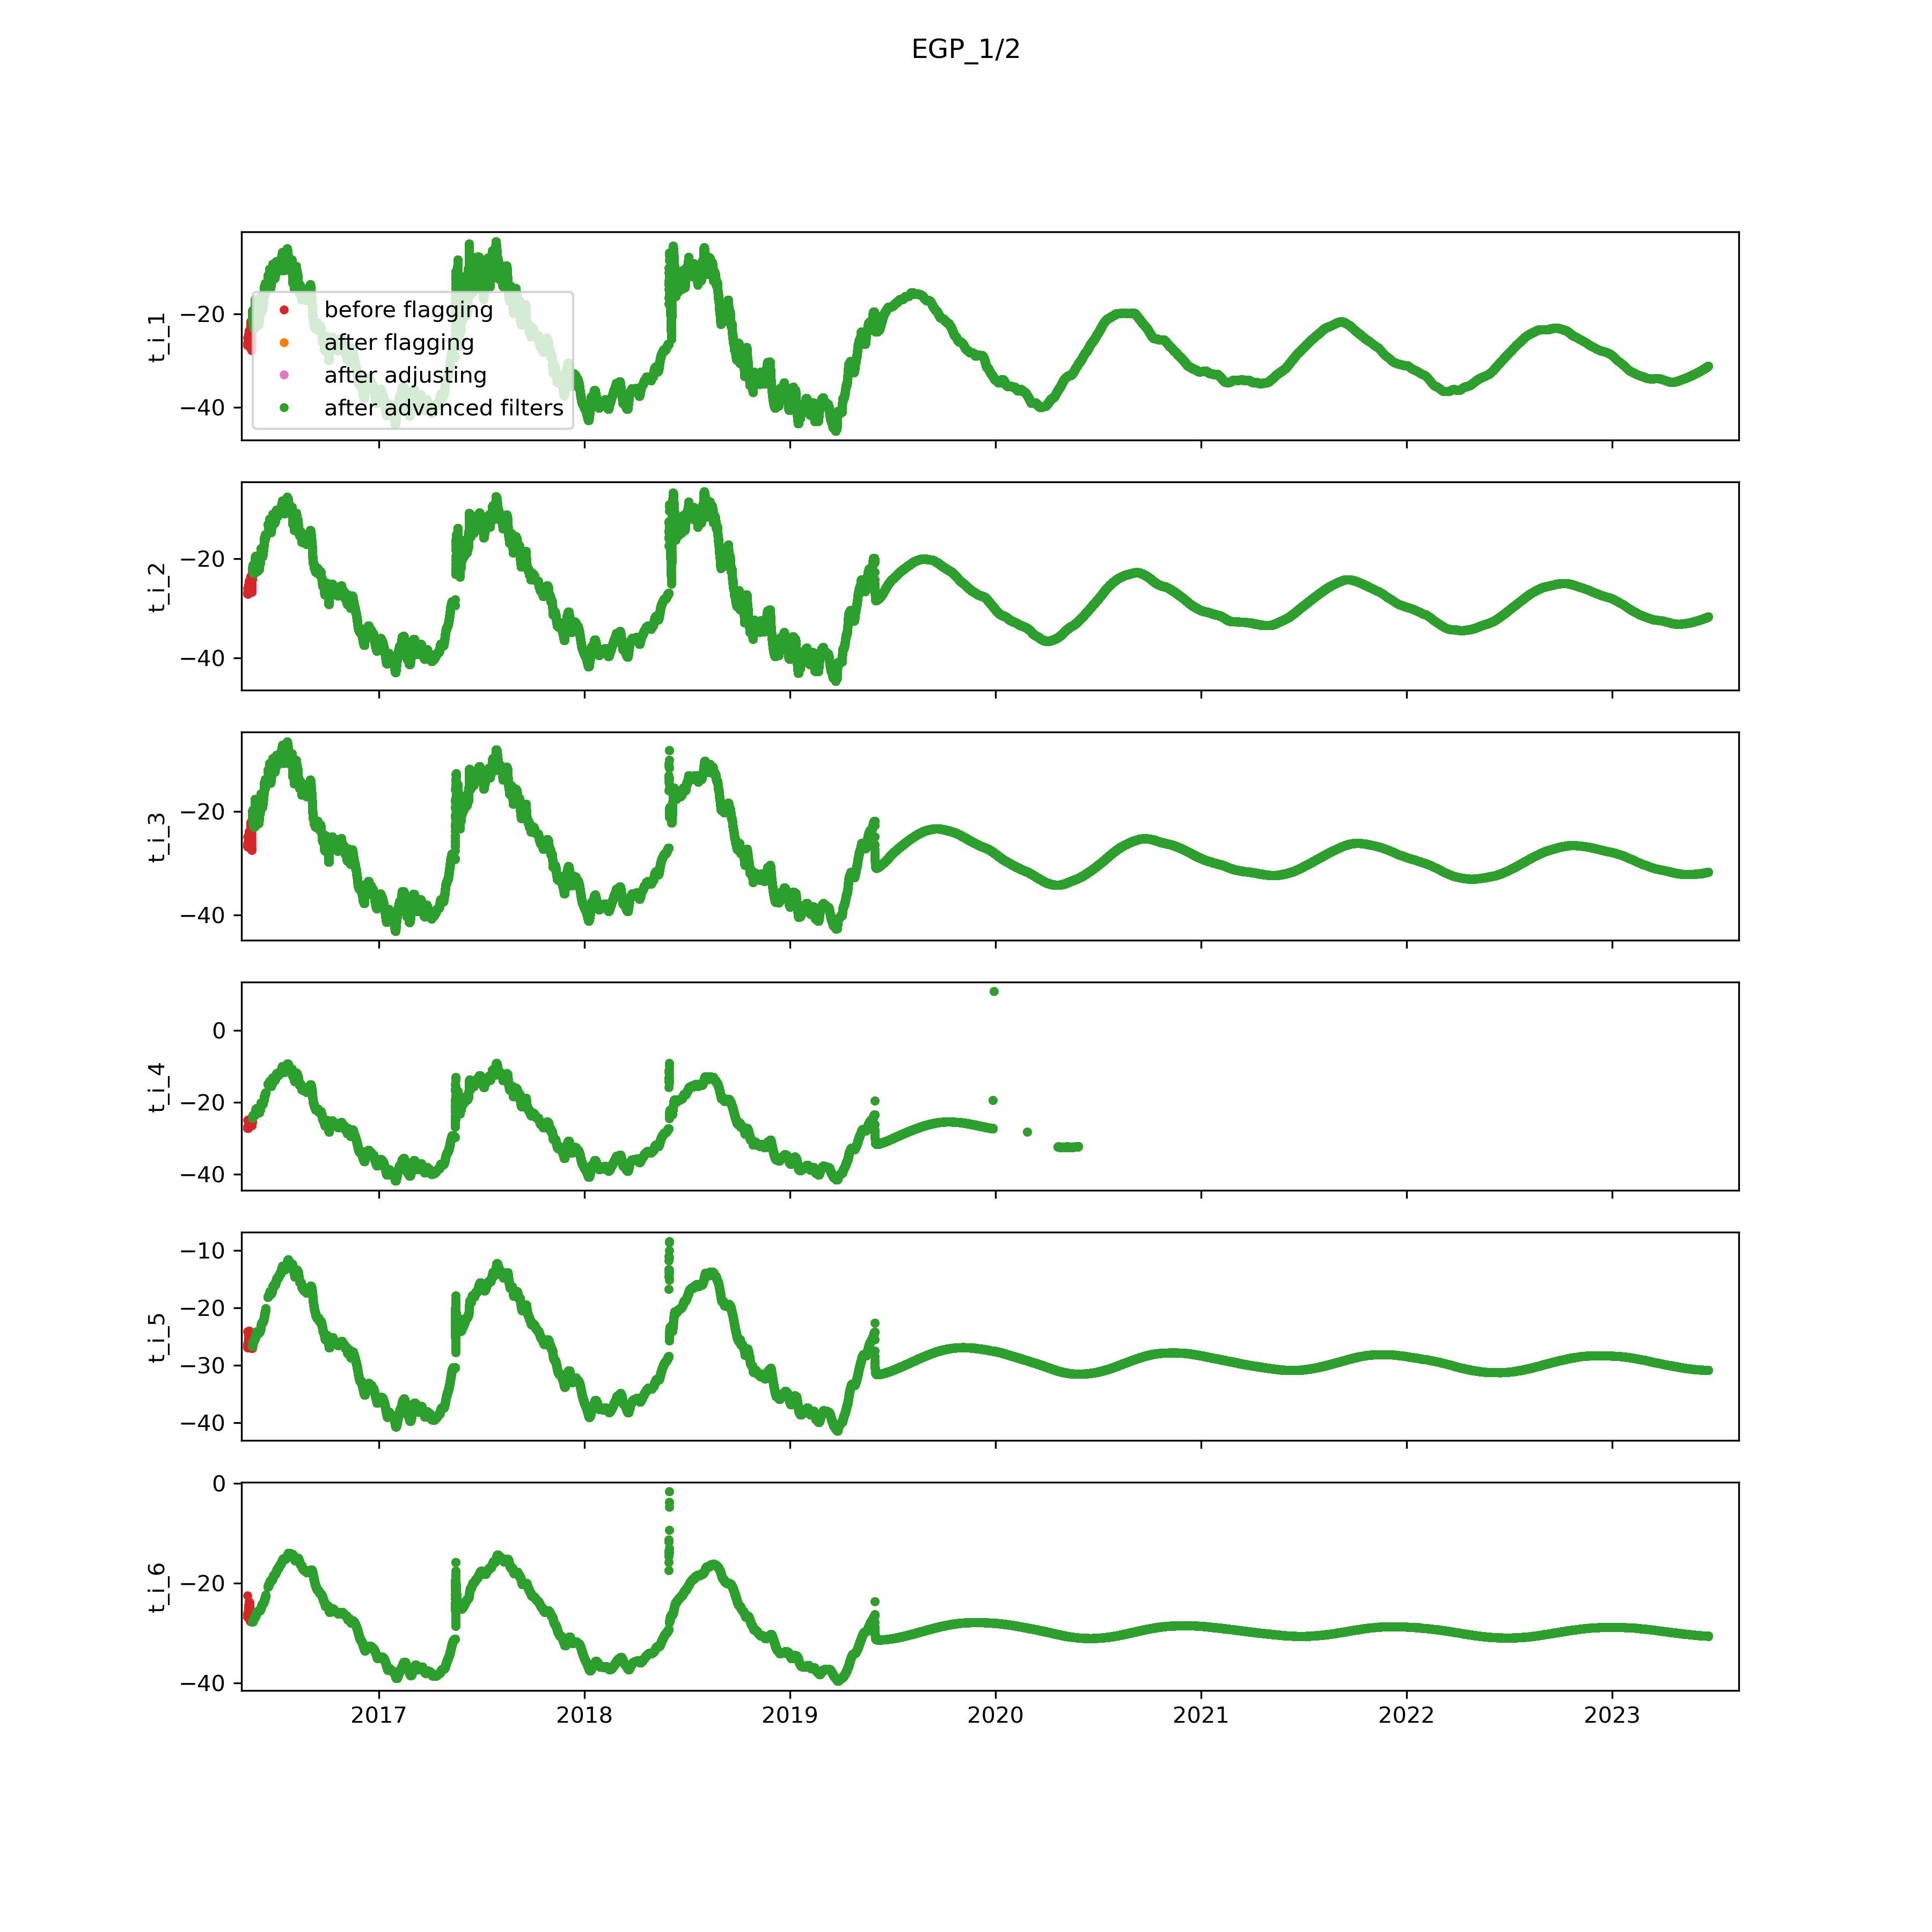 EGP_1/2
t_i_1
−20
−40
before flagging
after flagging
after adjusting
after advanced filters
t_i_2
−20
−40
t_i_3
−20
−40
t_i_4
0
−20
−40
t_i_5
−10
−20
−30
−40
t_i_6
0
−20
−40
2017 2018 2019 2020 2021 2022 2023